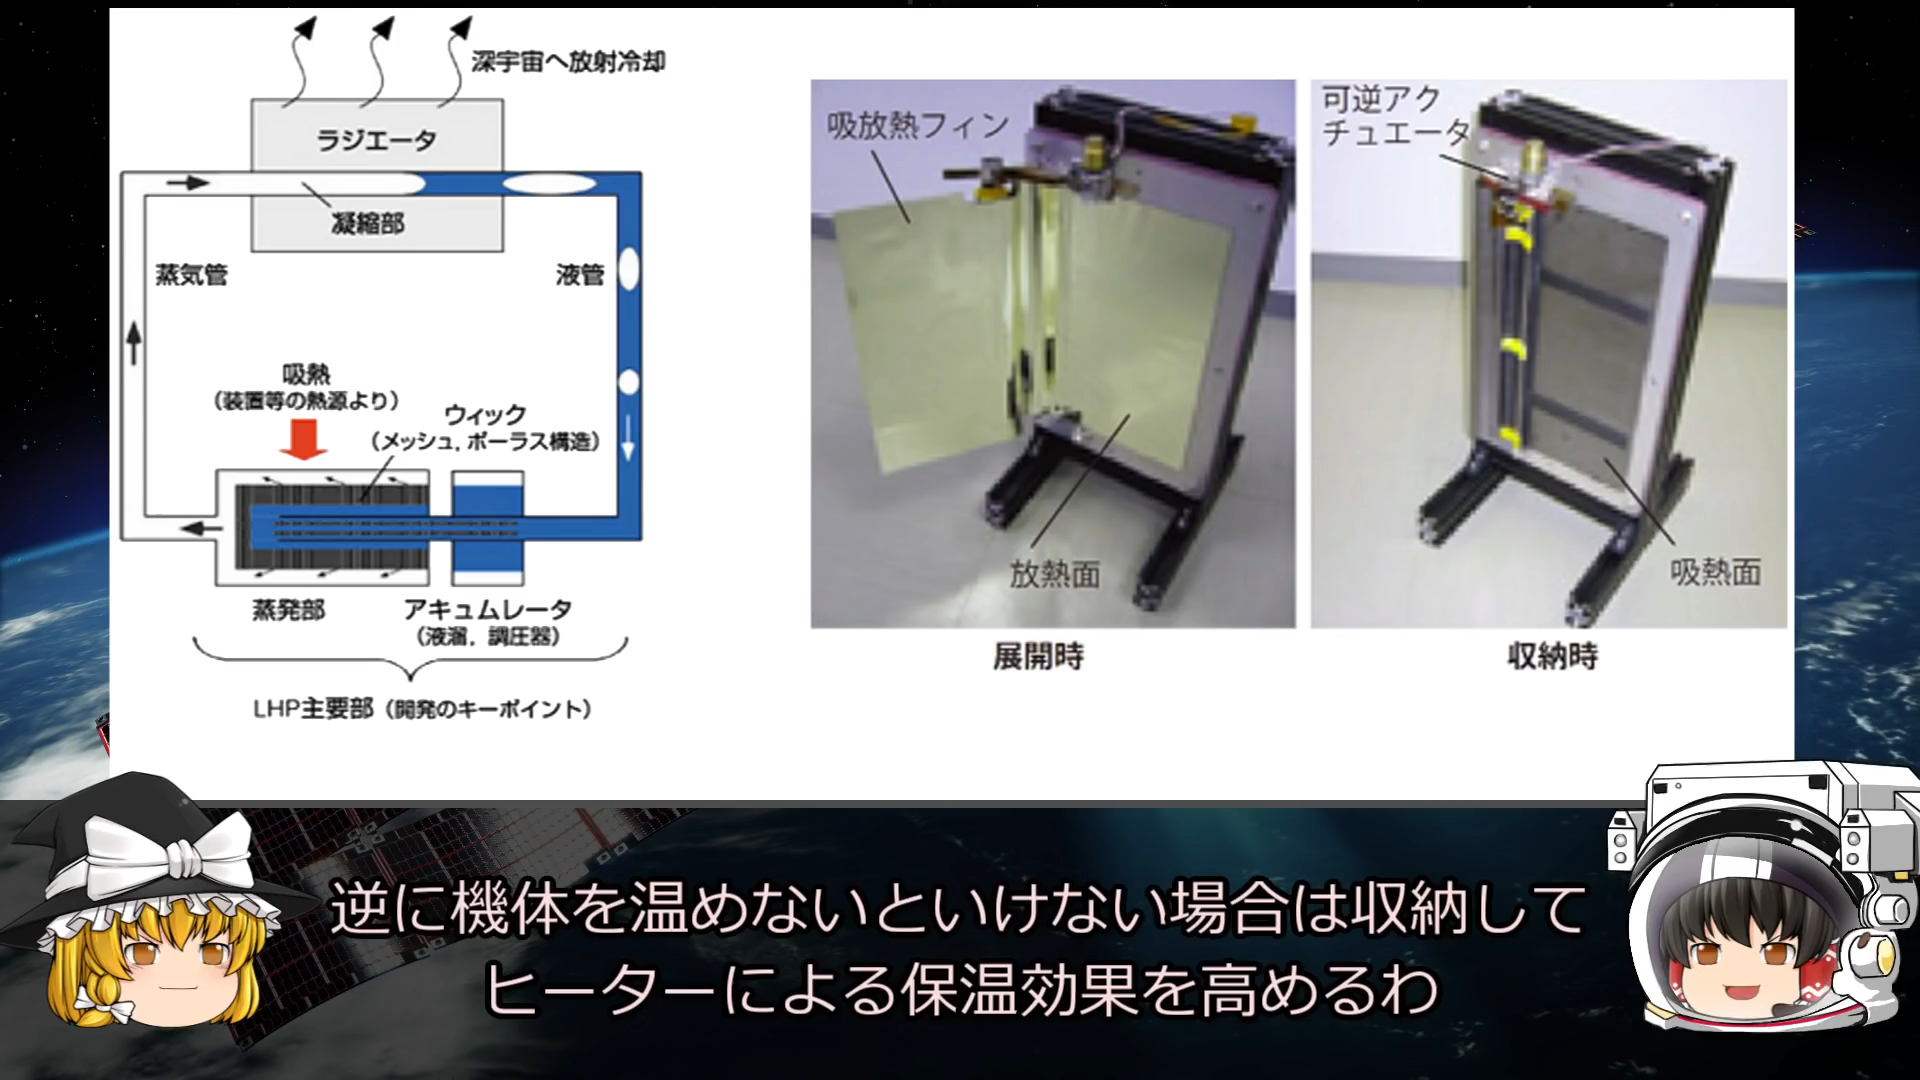 深宇宙へ放射冷却
ラジエータ
凝縮部
蒸気管
液管
吸熱
(装置等の熱源より)
ウィック
(メッシュ, ポーラス構造)
蒸発部
アキュムレータ
(液溜, 調圧器)
LHP主要部(開発のキーポイント)
吸放熱フィン
放熱面
展開時
可逆アク
チュエータ
吸熱面
収納時
逆に機体を温めないといけない場合は収納して
ヒーターによる保温効果を高めるわ